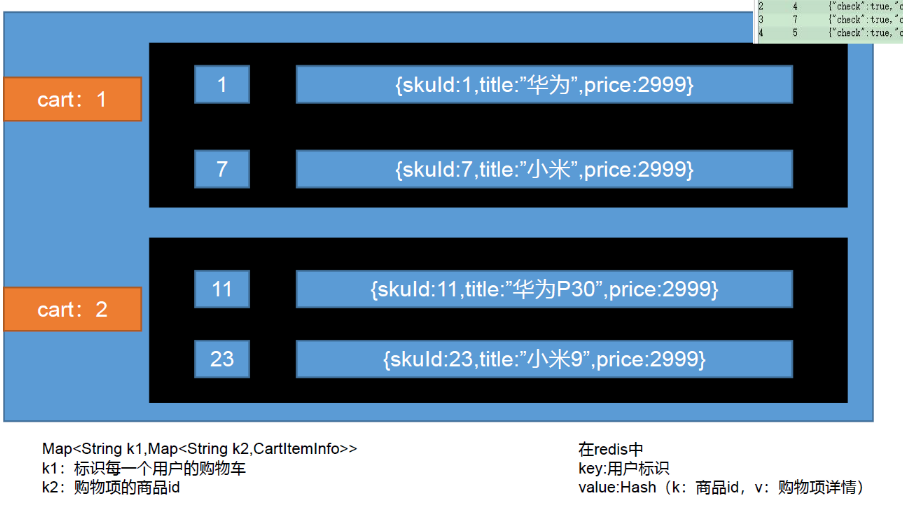 2 4 {"check":true,"c
3 7 {"check":true,"c
4 5 {"check":true,"c
cart：1
1 {skuId:1,title:”华为”,price:2999}
7 {skuId:7,title:”小米”,price:2999}
cart：2
11 {skuId:11,title:”华为P30”,price:2999}
23 {skuId:23,title:”小米9”,price:2999}
Map<String k1,Map<String k2,CartItemInfo>>
k1：标识每一个用户的购物车
k2：购物项的商品id
在redis中
key:用户标识
value:Hash（k：商品id，v：购物项详情）